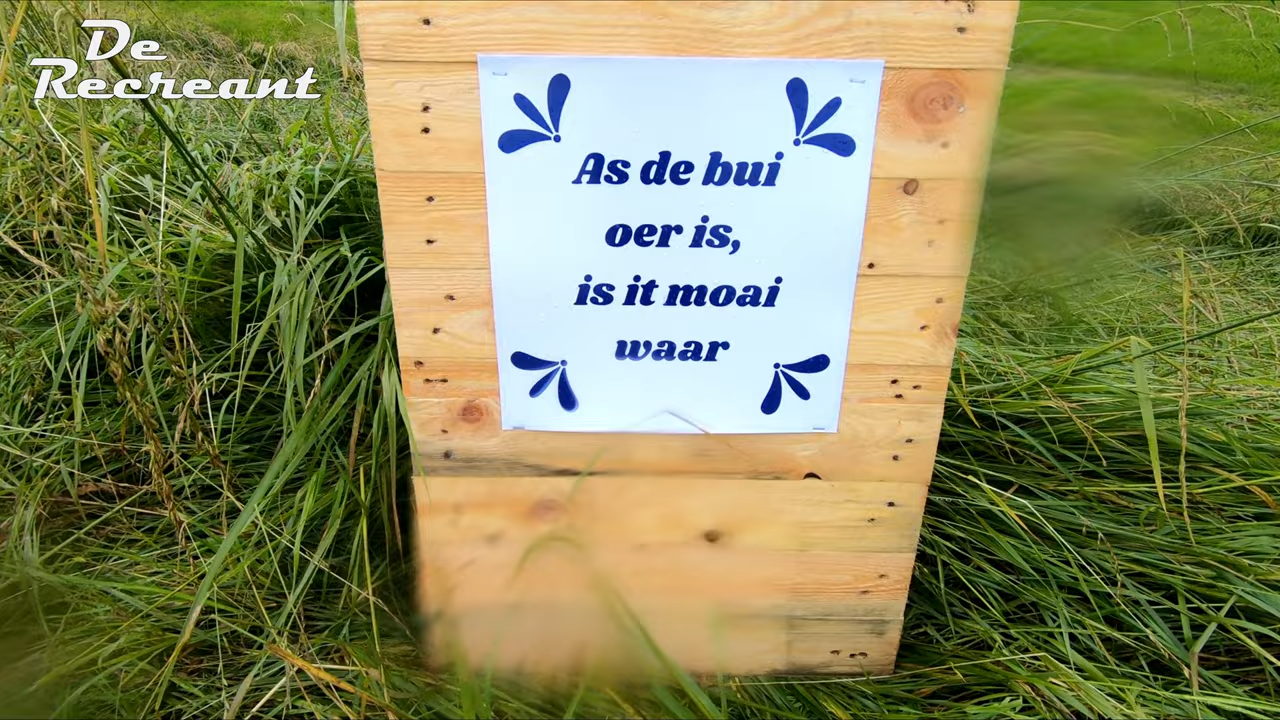 De
Recreant
As de bui
oer is,
is it moai
waar